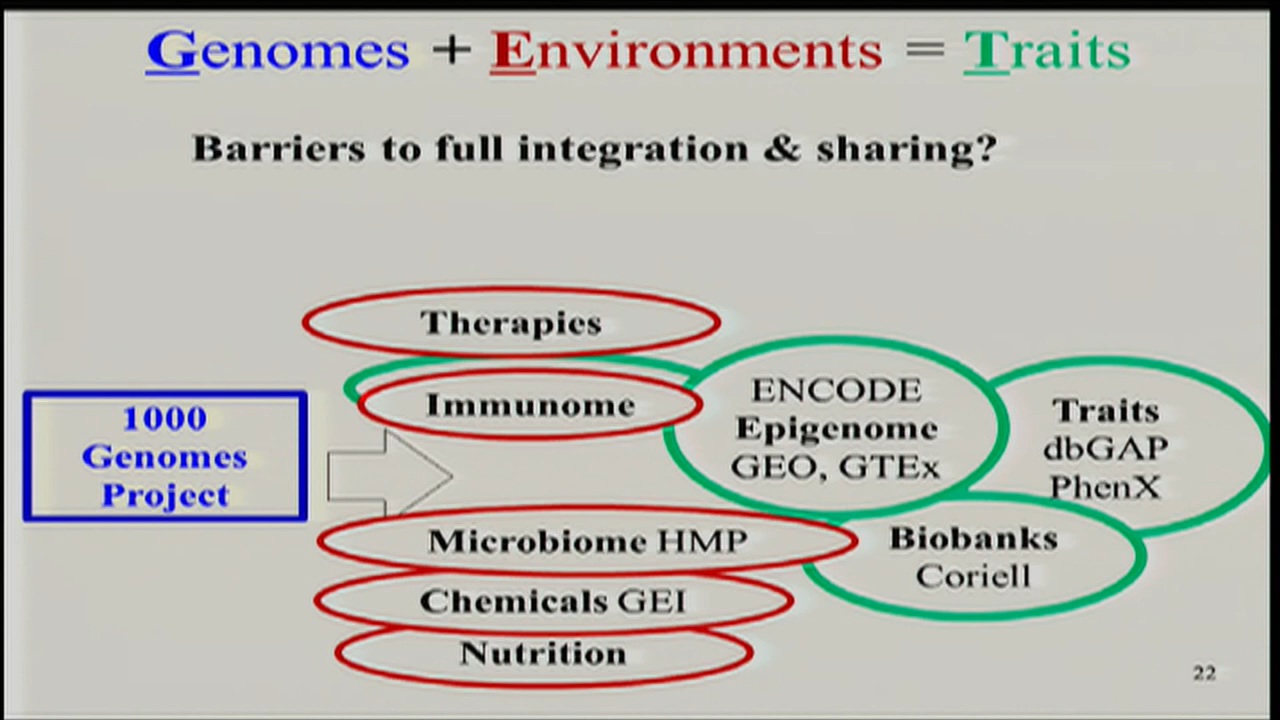 Genomes + Environments = Traits
Barriers to full integration & sharing?
Therapies
Immunome
1000
Genomes
Project
ENCODE
Epigenome
GEO, GTEx
Traits
dbGAP
PhenX
Microbiome HMP
Biobanks
Coriell
Chemicals GEI
Nutrition
22